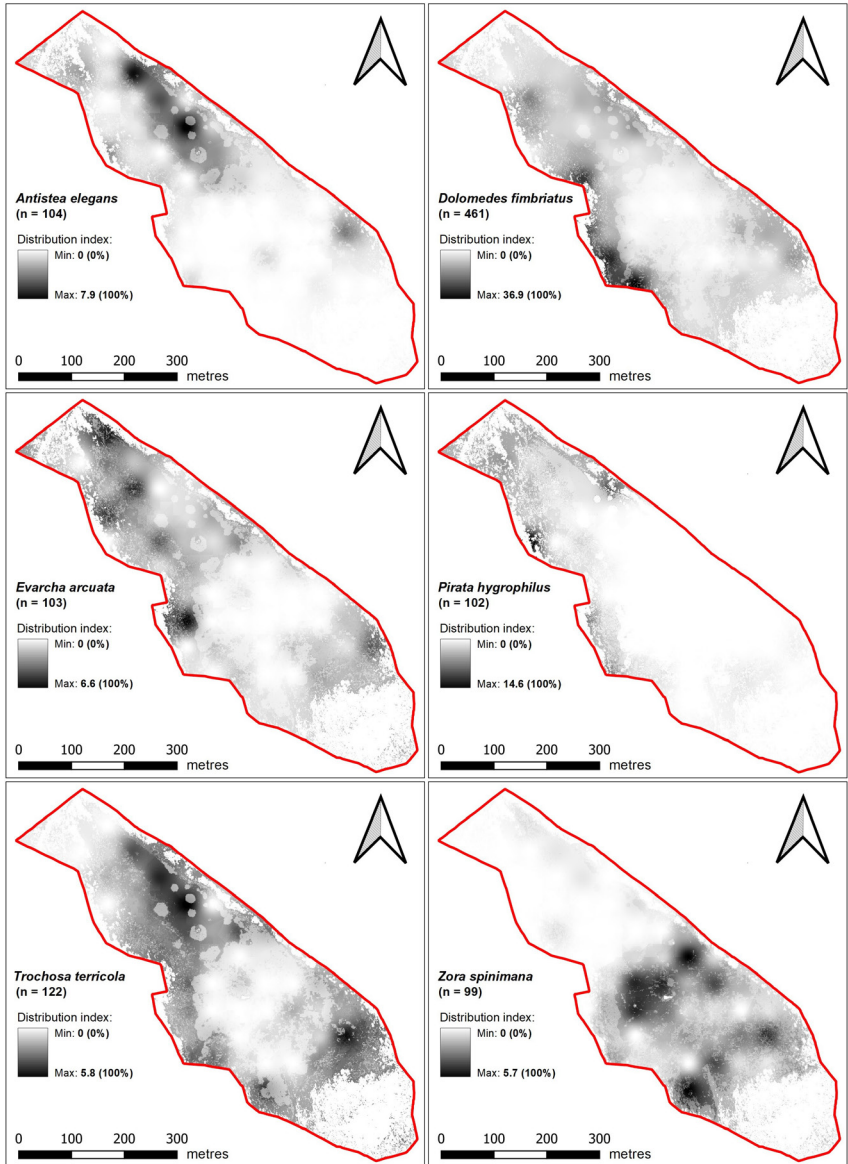 Antistea elegans
(n = 104)
Distribution index:
Min: 0 (0%)
Max: 7.9 (100%)
0 100 200 300
metres
Dolomedes fimbriatus
(n = 461)
Distribution index:
Min: 0 (0%)
Max: 36.9 (100%)
0 100 200 300
metres
Evarcha arcuata
(n = 103)
Distribution index:
Min: 0 (0%)
Max: 6.6 (100%)
0 100 200 300
metres
Pirata hygrophilus
(n = 102)
Distribution index:
Min: 0 (0%)
Max: 14.6 (100%)
0 100 200 300
metres
Trochosa terricola
(n = 122)
Distribution index:
Min: 0 (0%)
Max: 5.8 (100%)
0 100 200 300
metres
Zora spinimana
(n = 99)
Distribution index:
Min: 0 (0%)
Max: 5.7 (100%)
0 100 200 300
metres